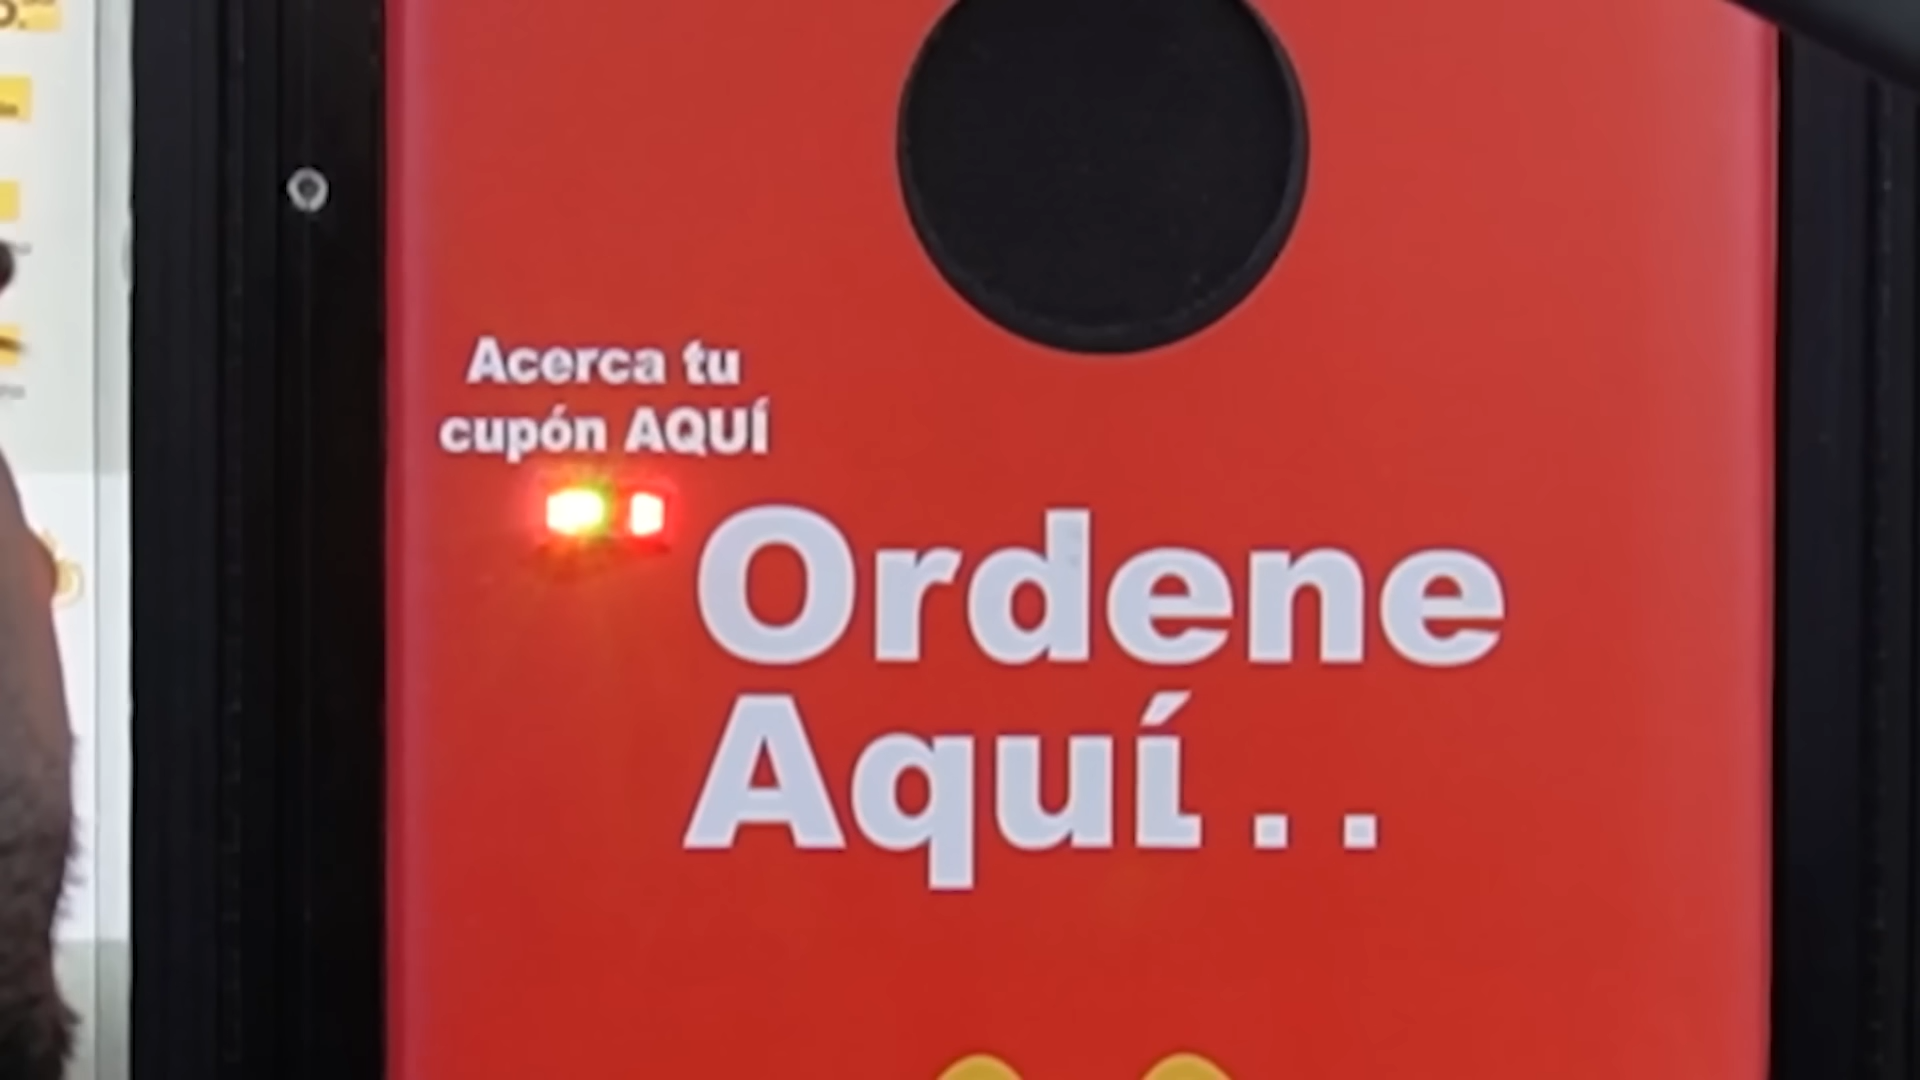 Acerca tu
cupón AQUÍ
Ordene
Aquí . .